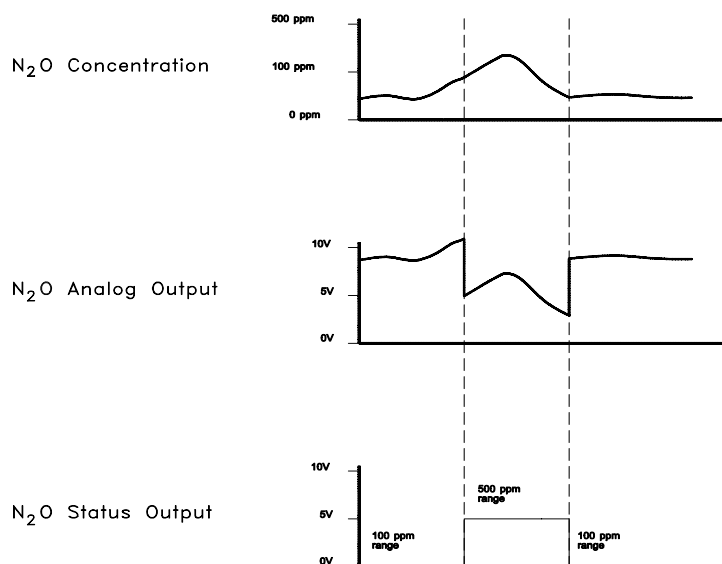 500 ppm
N2O Concentration
100 ppm
0 ppm
10V
N2O Analog Output
5V
0V
10V
500 ppm
range
N2O Status Output
5V
100 ppm
range
100 ppm
range
0V